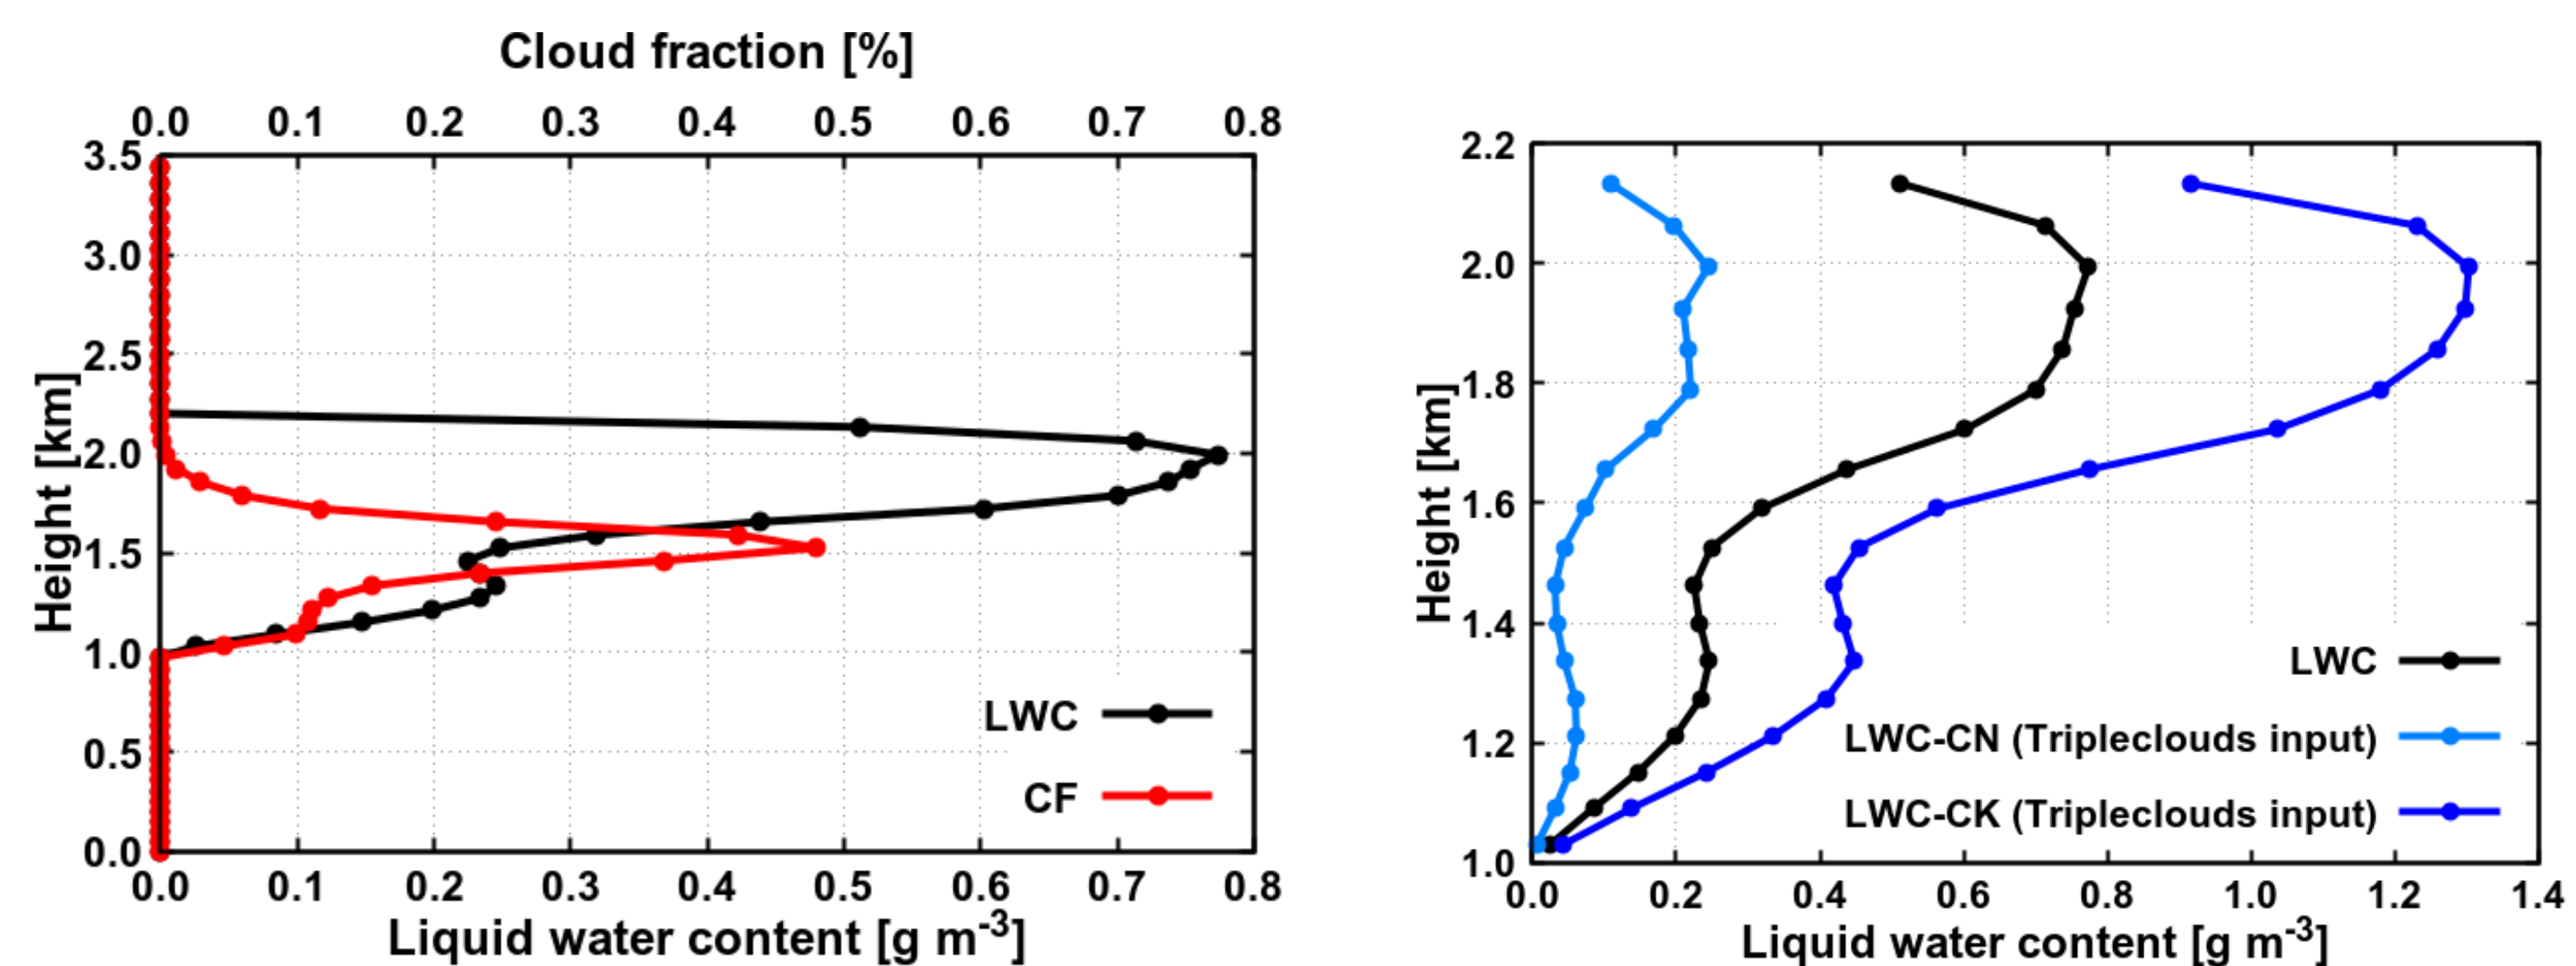 Cloud fraction [%]
0.0 0.1 0.2 0.3 0.4 0.5 0.6 0.7 0.8
3.5
3.0
2.5
2.0
1.5
1.0
0.5
0.0
Height [km]
LWC
CF
0.0 0.1 0.2 0.3 0.4 0.5 0.6 0.7 0.8
Liquid water content [g m⁻³]
2.2
2.0
1.8
1.6
1.4
1.2
1.0
Height [km]
LWC
LWC-CN (Tripleclouds input)
LWC-CK (Tripleclouds input)
0.0 0.2 0.4 0.6 0.8 1.0 1.2 1.4
Liquid water content [g m⁻³]